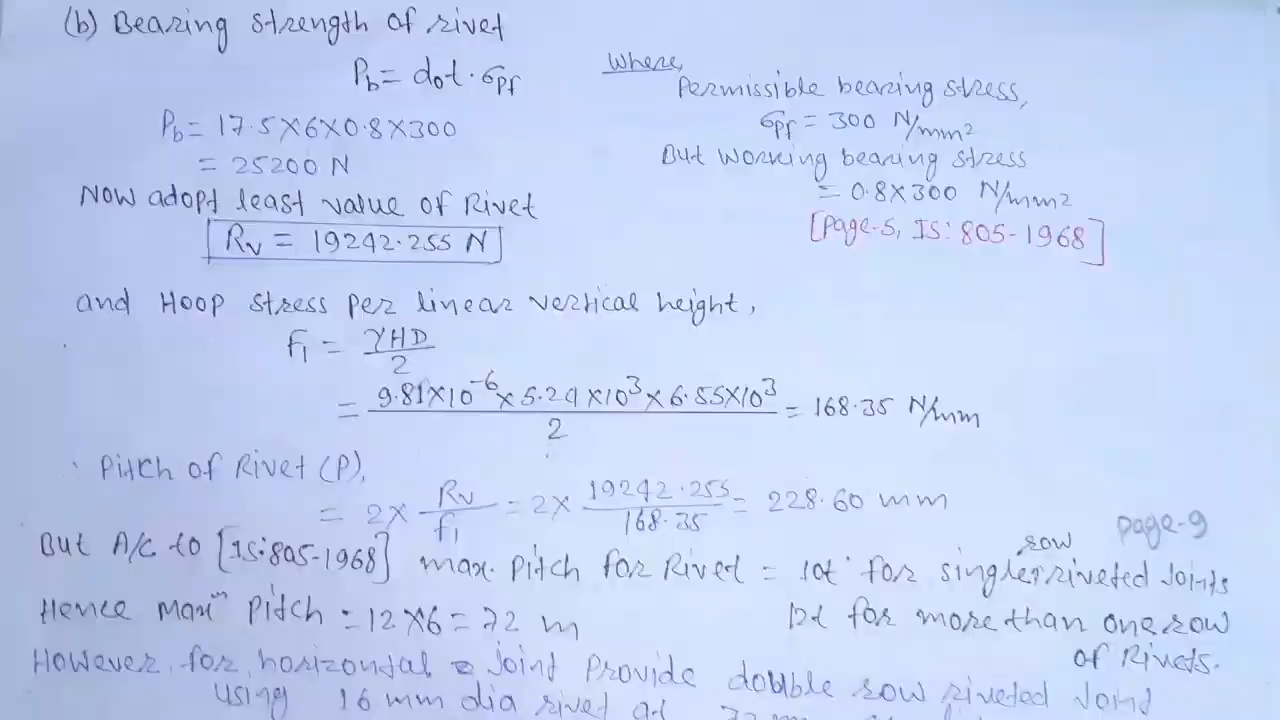 (b) Bearing strength of rivet
Pb = dot·σpf
Where,
Permissible bearing stress,
σpf = 300 N/mm²
Pb = 17.5×6×0.8×300
= 25200 N
But working bearing stress
= 0.8×300 N/mm²
[Page-5, IS: 805-1968]
Now adopt least value of Rivet
Rv = 19242.255 N
and Hoop stress per linear vertical height,
f1 = γHD/2
= 9.81×10⁻⁶×5.24×10³×6.55×10³/2 = 168.35 N/mm
Pitch of Rivet (P),
= 2× Rv/f1 = 2× 19242.255/168.35 = 228.60 mm
Page-9
But A/C to [IS:805-1968] max. Pitch for Rivet = 10t for single row riveted Joints
Hence Maxm Pitch = 12×6 = 72 m
12t for more than one row
of Rivets.
However, for horizontal Joint Provide double row riveted Joint
using 16 mm dia rivet at